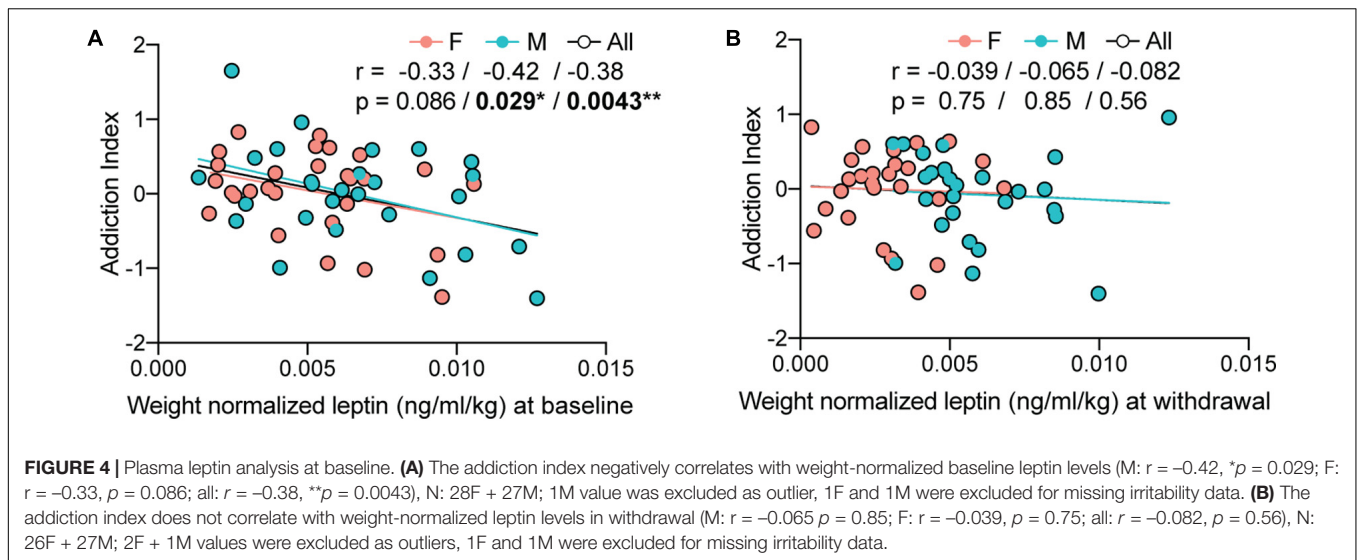 A
F M All
r = -0.33 / -0.42 / -0.38
p = 0.086 / 0.029* / 0.0043**
2
1
0
-1
-2
Addiction Index
0.000 0.005 0.010 0.015
Weight normalized leptin (ng/ml/kg) at baseline
B
F M All
r = -0.039 / -0.065 / -0.082
p = 0.75 / 0.85 / 0.56
2
1
0
-1
-2
Addiction Index
0.000 0.005 0.010 0.015
Weight normalized leptin (ng/ml/kg) at withdrawal
FIGURE 4 | Plasma leptin analysis at baseline. (A) The addiction index negatively correlates with weight-normalized baseline leptin levels (M: r = –0.42, *p = 0.029; F:
r = –0.33, p = 0.086; all: r = –0.38, **p = 0.0043), N: 28F + 27M; 1M value was excluded as outlier, 1F and 1M were excluded for missing irritability data. (B) The
addiction index does not correlate with weight-normalized leptin levels in withdrawal (M: r = –0.065 p = 0.85; F: r = –0.039, p = 0.75; all: r = –0.082, p = 0.56), N:
26F + 27M; 2F + 1M values were excluded as outliers, 1F and 1M were excluded for missing irritability data.